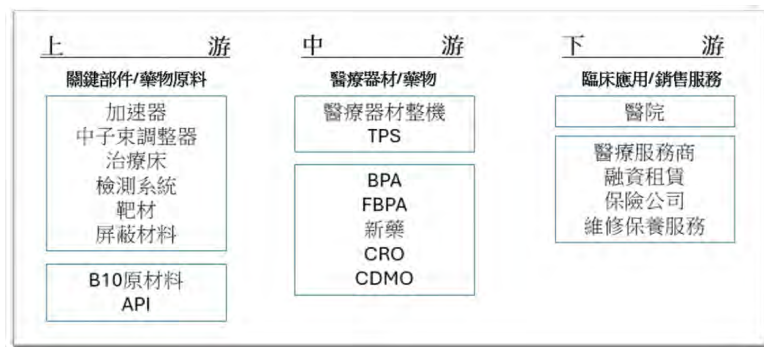 上游
關鍵部件/藥物原料
加速器
中子束調整器
治療床
檢測系統
靶材
屏蔽材料
B10原材料
API
中游
醫療器材/藥物
醫療器材整機
TPS
BPA
FBPA
新藥
CRO
CDMO
下游
臨床應用/銷售服務
醫院
醫療服務商
融資租賃
保險公司
維修保養服務